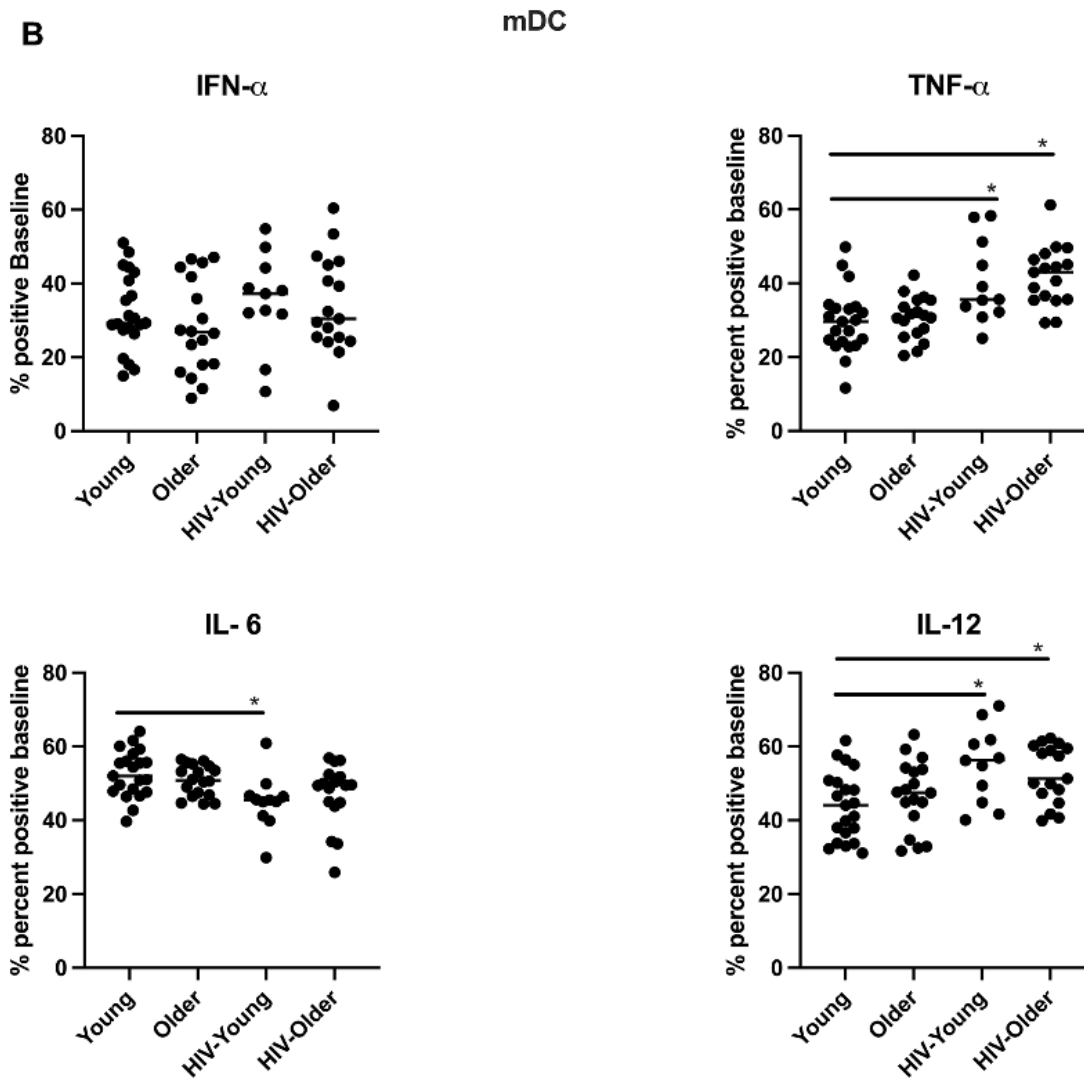 B
mDC
IFN-α
% positive Baseline
80
60
40
20
0
Young
Older
HIV-Young
HIV-Older
TNF-α
% percent positive baseline
80
60
40
20
0
*
*
Young
Older
HIV-Young
HIV-Older
IL- 6
% percent positive baseline
80
60
40
20
0
*
Young
Older
HIV-Young
HIV-Older
IL-12
% percent positive baseline
80
60
40
20
0
*
*
Young
Older
HIV-Young
HIV-Older